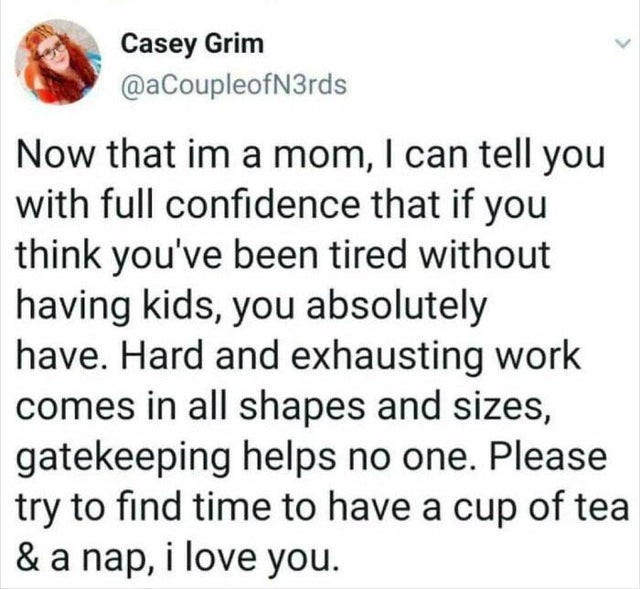 Casey Grim
@aCoupleofN3rds
Now that im a mom, I can tell you
with full confidence that if you
think you've been tired without
having kids, you absolutely
have. Hard and exhausting work
comes in all shapes and sizes,
gatekeeping helps no one. Please
try to find time to have a cup of tea
& a nap, i love you.